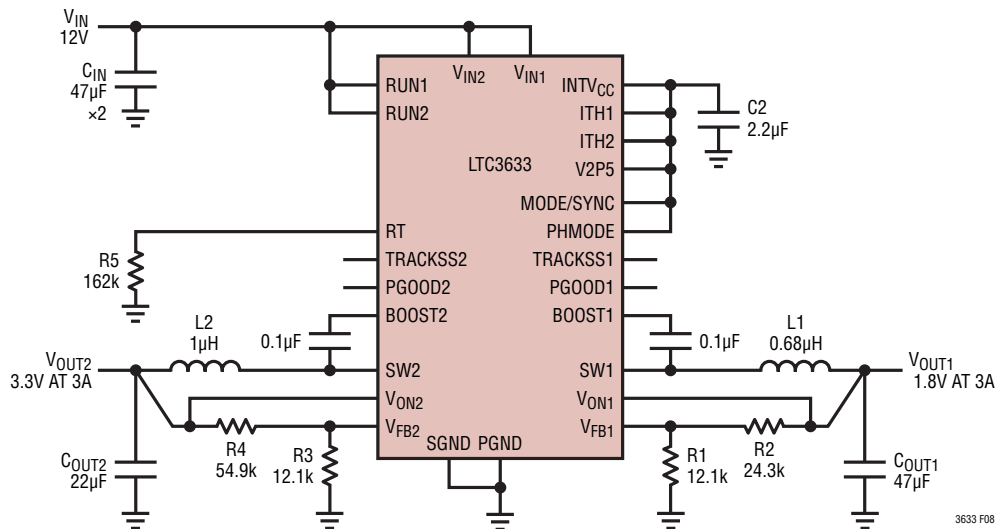 VIN
12V
CIN
47µF
×2
VIN2
VIN1
RUN1
RUN2
INTVCC
ITH1
ITH2
V2P5
MODE/SYNC
PHMODE
C2
2.2µF
LTC3633
RT
R5
162k
TRACKSS2
PGOOD2
BOOST2
TRACKSS1
PGOOD1
BOOST1
L2
1µH
0.1µF
0.1µF
L1
0.68µH
VOUT2
3.3V AT 3A
SW2
SW1
VOUT1
1.8V AT 3A
VON2
VON1
VFB2
VFB1
SGND
PGND
R4
54.9k
R3
12.1k
R1
12.1k
R2
24.3k
COUT2
22µF
COUT1
47µF
3633 F08